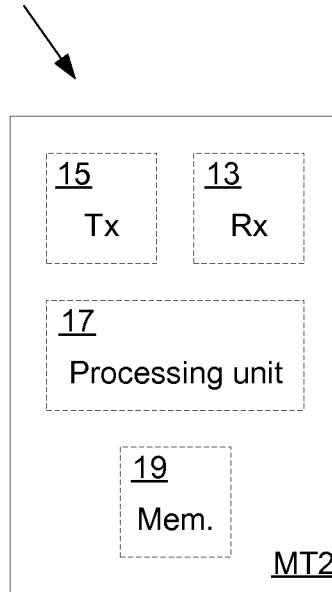 15 13
Tx Rx
17
Processing unit
19
Mem.
MT2